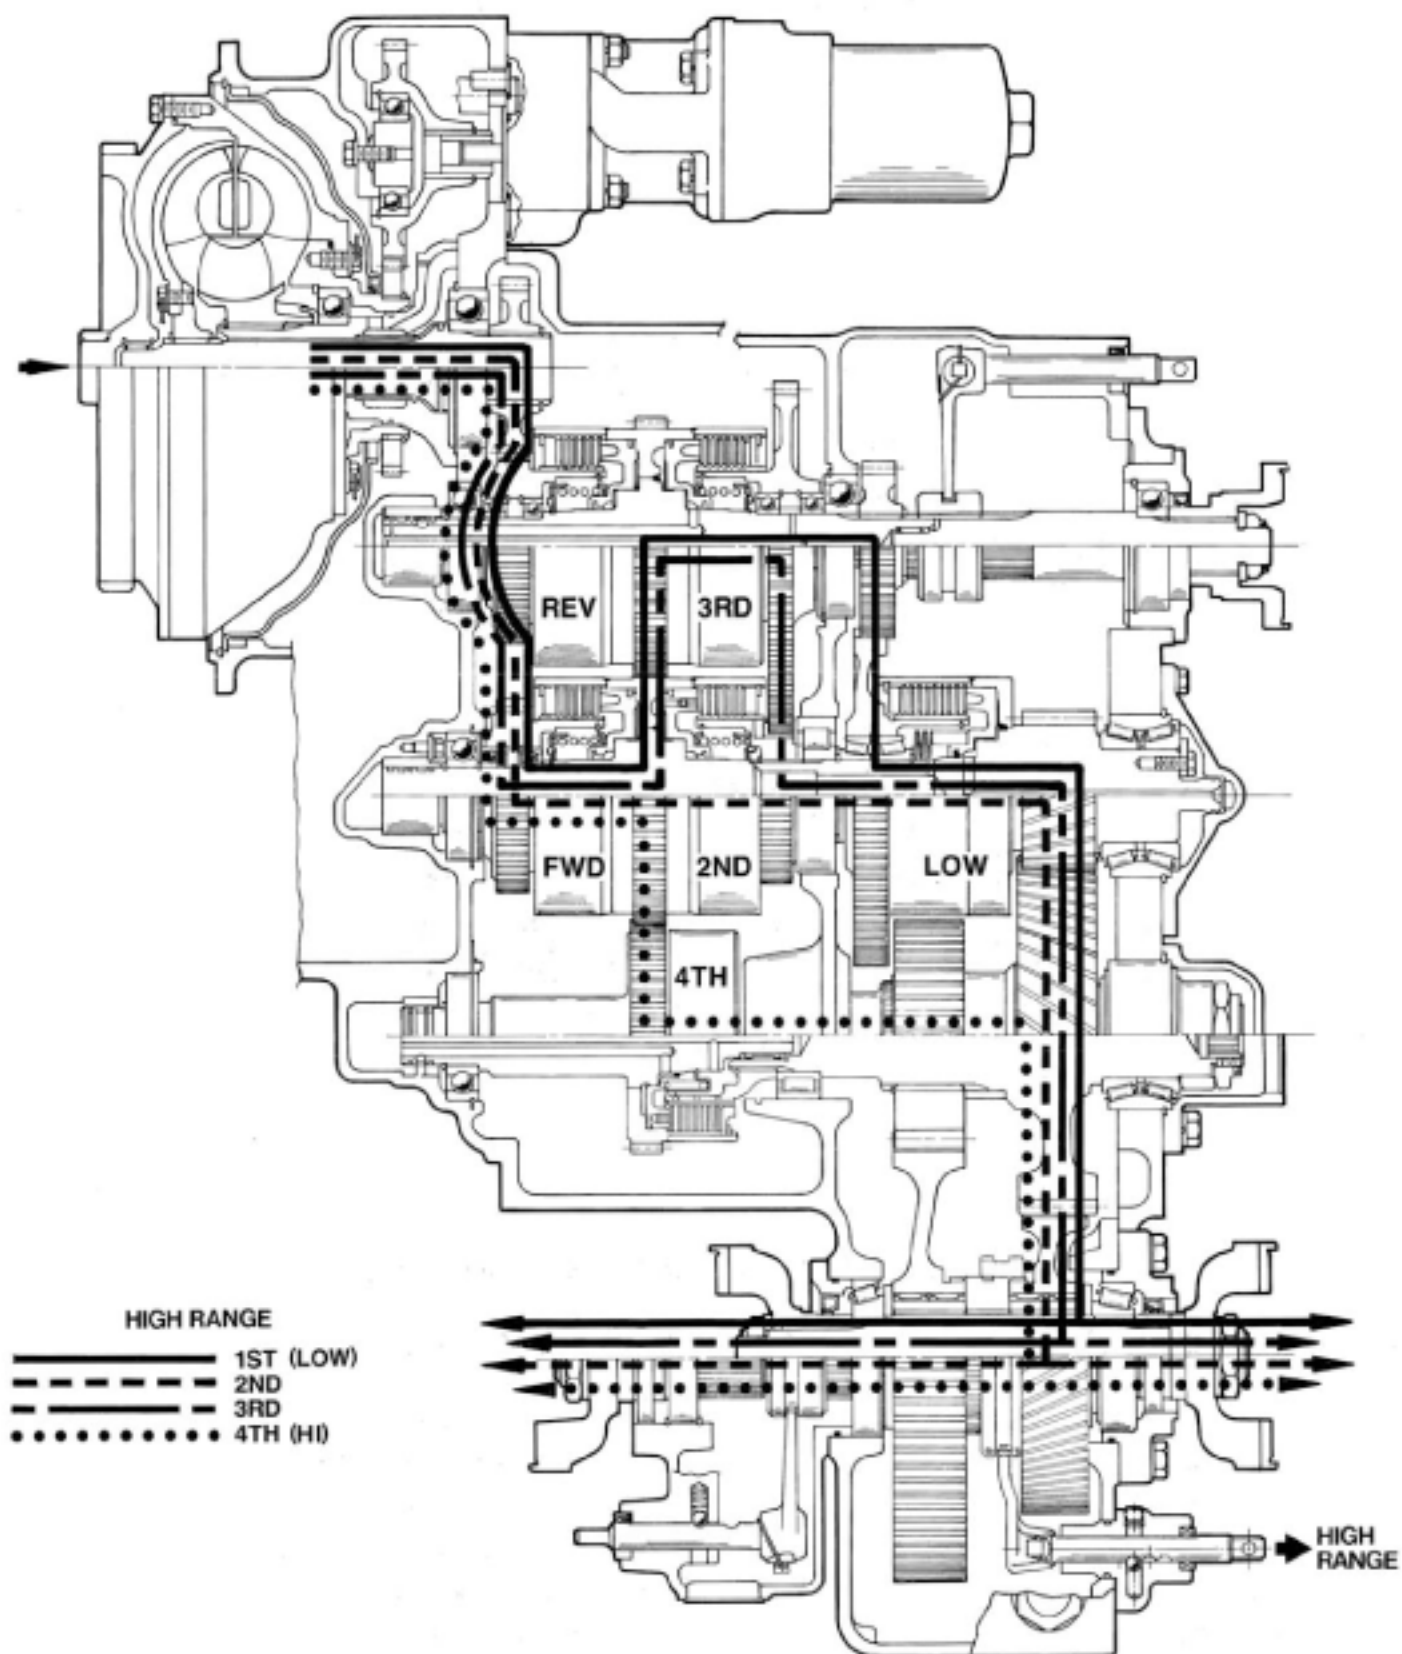 REV
3RD
FWD
2ND
LOW
4TH
HIGH RANGE
1ST (LOW)
2ND
3RD
4TH (HI)
HIGH
RANGE